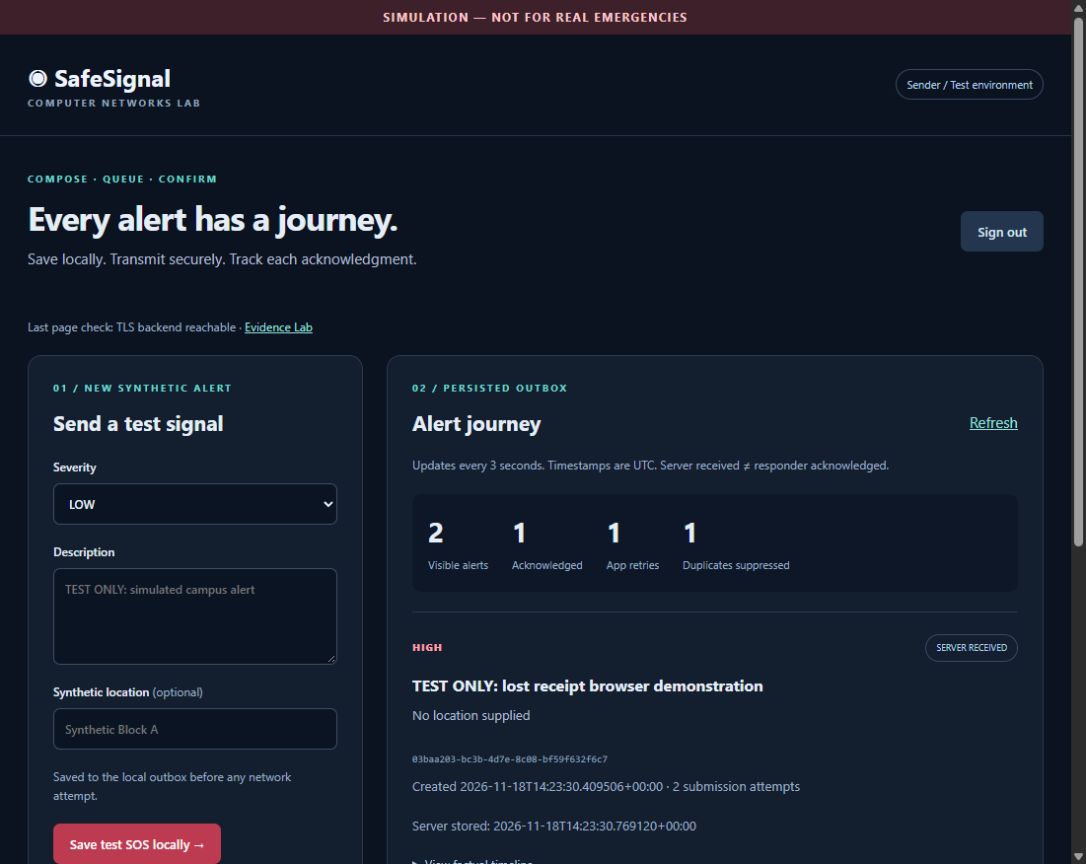 SIMULATION — NOT FOR REAL EMERGENCIES
SafeSignal
COMPUTER NETWORKS LAB
Sender / Test environment
COMPOSE · QUEUE · CONFIRM
Every alert has a journey.
Save locally. Transmit securely. Track each acknowledgment.
Sign out
Last page check: TLS backend reachable · Evidence Lab
01 / NEW SYNTHETIC ALERT
Send a test signal
Severity
LOW
Description
TEST ONLY: simulated campus alert
Synthetic location (optional)
Synthetic Block A
Saved to the local outbox before any network
attempt.
Save test SOS locally →
02 / PERSISTED OUTBOX
Alert journey
Refresh
Updates every 3 seconds. Timestamps are UTC. Server received ≠ responder acknowledged.
2 1 1 1
Visible alerts Acknowledged App retries Duplicates suppressed
HIGH
SERVER RECEIVED
TEST ONLY: lost receipt browser demonstration
No location supplied
03baa203-bc3b-4d7e-8c08-bf59f632f6c7
Created 2026-11-18T14:23:30.409506+00:00 · 2 submission attempts
Server stored: 2026-11-18T14:23:30.769120+00:00
View factual timeline